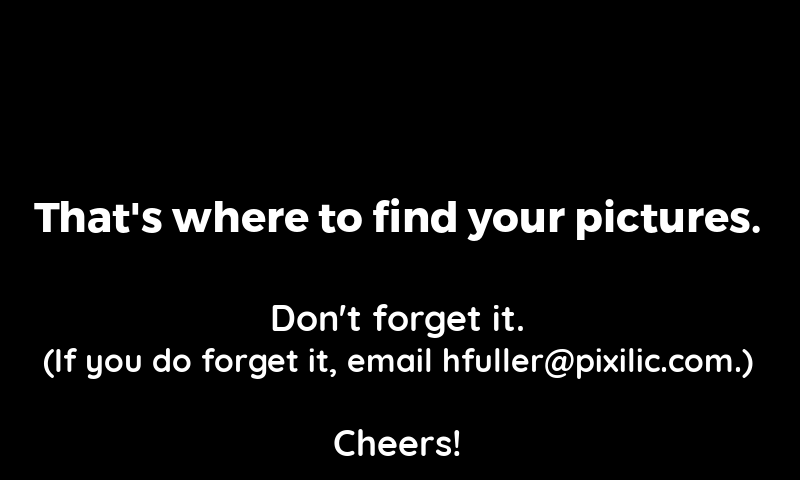 That's where to find your pictures.
Don't forget it.
(If you do forget it, email hfuller@pixilic.com.)
Cheers!